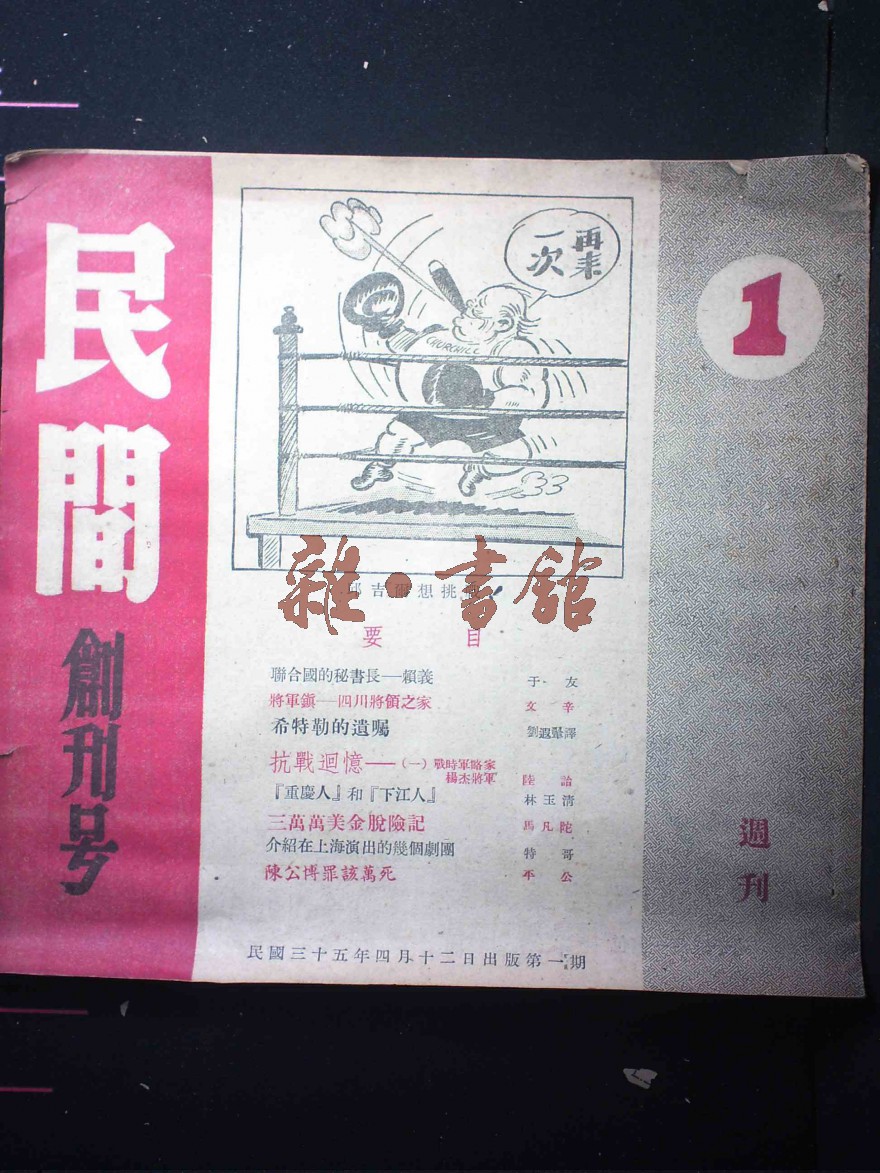 民間
創刊号
再来
一次
CHURCHILL
1
邱吉爾想挑
雜·書館
要目
聯合國的秘書長——賴義 于友
將軍鎭——四川將領之家 文辛
希特勒的遺囑 劉遐翬譯
抗戰迴憶——（一）戰時軍略家
楊杰將軍 陸詒
『重慶人』和『下江人』 林玉清
三萬萬美金脫險記 馬凡陀
介紹在上海演出的幾個劇團 特哥
陳公博罪該萬死 平公
週刊
民國三十五年四月十二日出版第一期